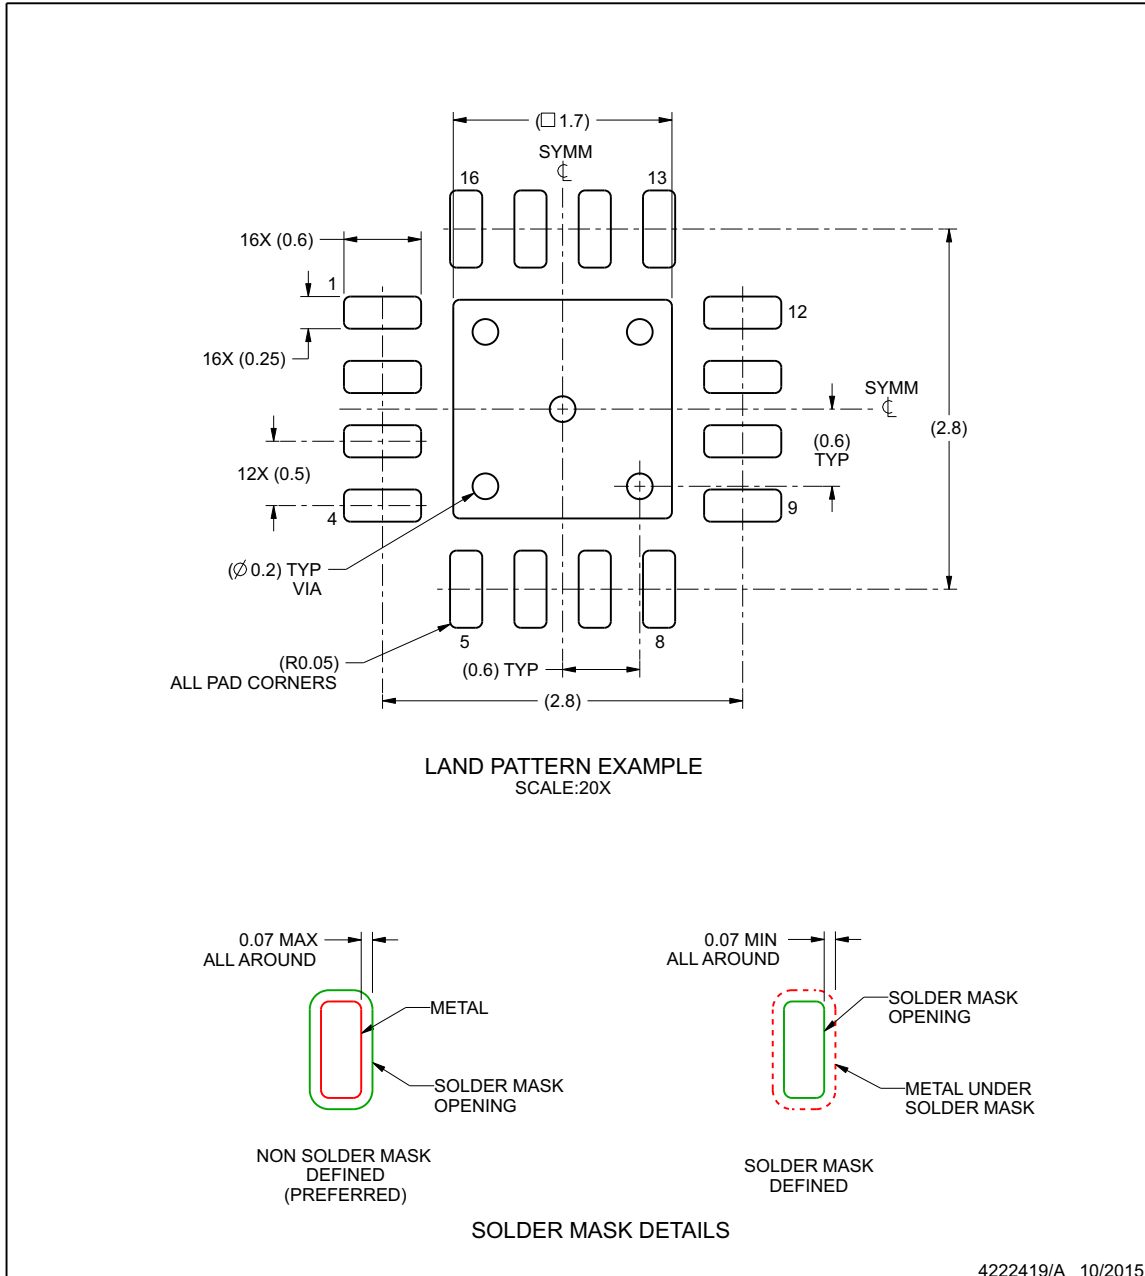 (□ 1.7)
SYMM
℄
16
13
16X (0.6)
1
12
16X (0.25)
SYMM
℄
(2.8)
(0.6)
TYP
12X (0.5)
4
9
(Ø 0.2) TYP
VIA
5
8
(R0.05)
ALL PAD CORNERS
(0.6) TYP
(2.8)
LAND PATTERN EXAMPLE
SCALE:20X
0.07 MAX
ALL AROUND
METAL
SOLDER MASK
OPENING
NON SOLDER MASK
DEFINED
(PREFERRED)
0.07 MIN
ALL AROUND
SOLDER MASK
OPENING
METAL UNDER
SOLDER MASK
SOLDER MASK
DEFINED
SOLDER MASK DETAILS
4222419/A 10/2015